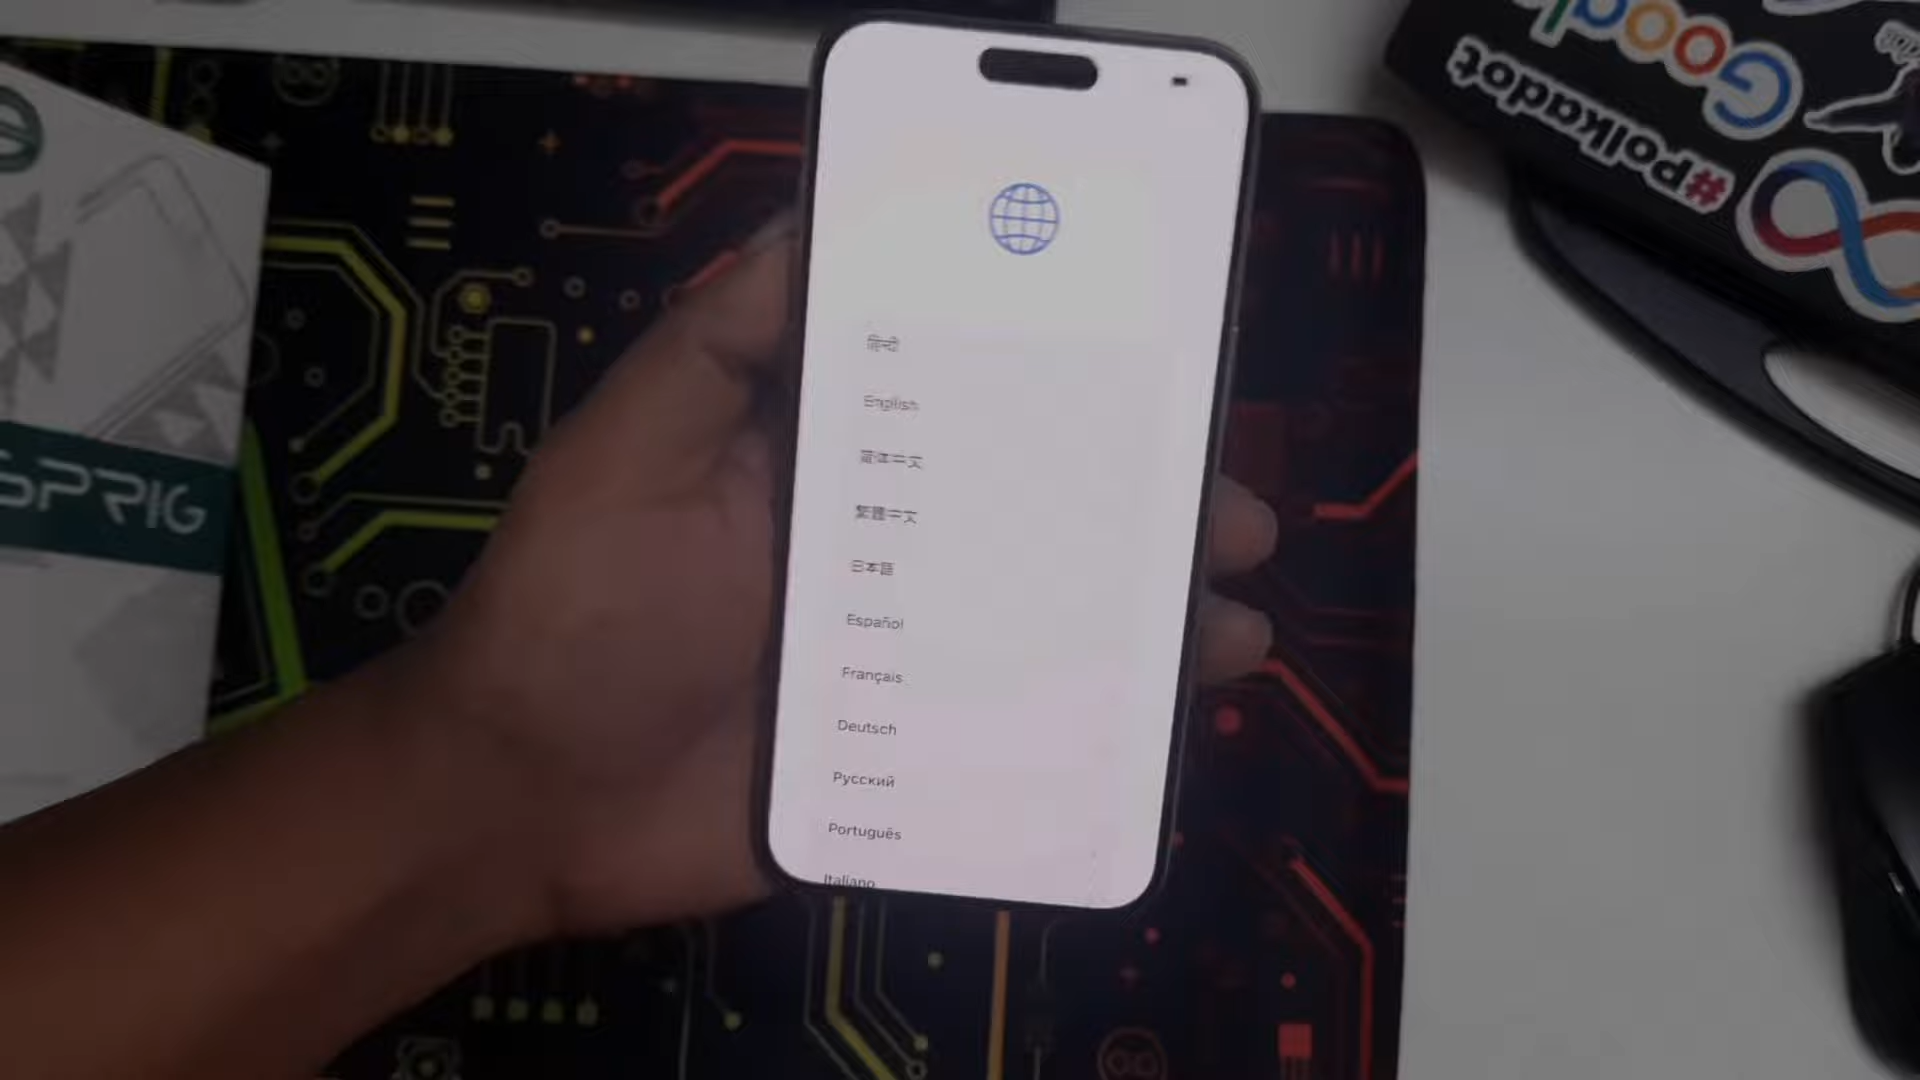 Google
#Polkadot
SPRIG
हिन्दी
English
简体中文
繁體中文
日本語
Español
Français
Deutsch
Русский
Português
Italiano